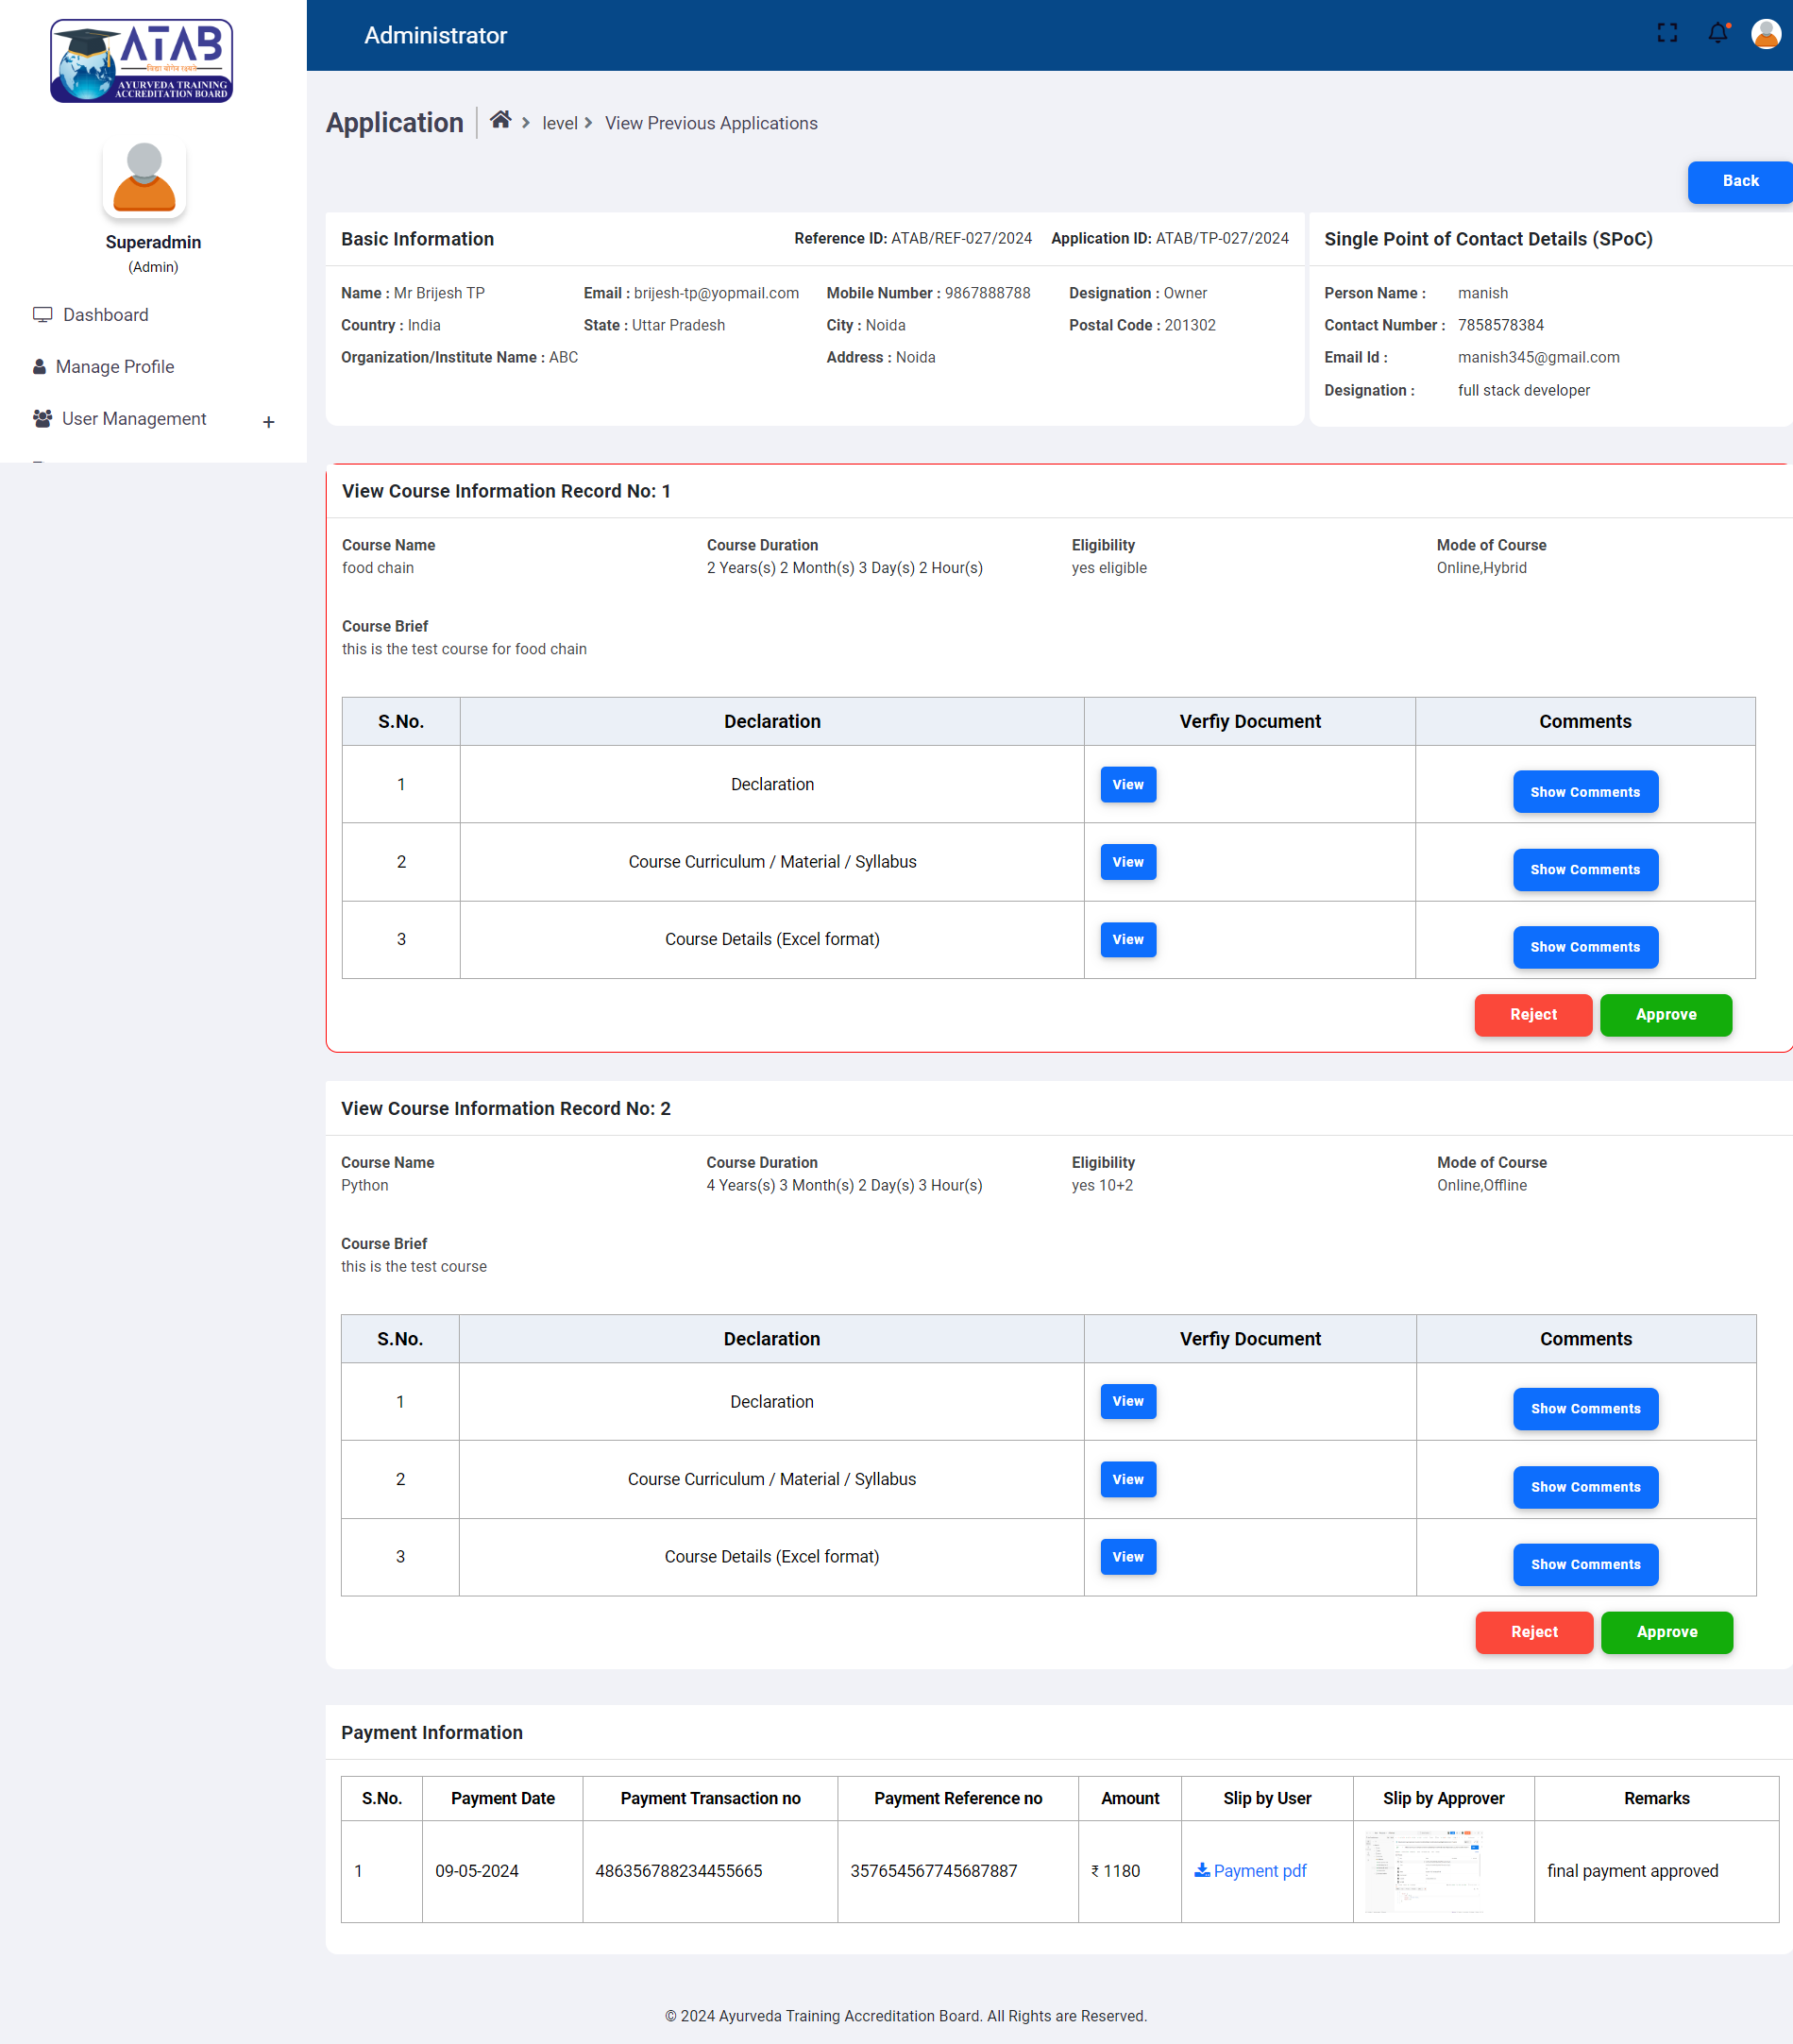 ATAB
AYURVEDA TRAINING
ACCREDITATION BOARD
Administrator
Superadmin
(Admin)
Dashboard
Manage Profile
User Management +
Application
level
View Previous Applications
Back
Basic Information
Reference ID: ATAB/REF-027/2024 Application ID: ATAB/TP-027/2024
Name : Mr Brijesh TP Email : brijesh-tp@yopmail.com Mobile Number : 9867888788 Designation : Owner
Country : India State : Uttar Pradesh City : Noida Postal Code : 201302
Organization/Institute Name : ABC Address : Noida
Single Point of Contact Details (SPoC)
Person Name : manish
Contact Number : 7858578384
Email Id : manish345@gmail.com
Designation : full stack developer
View Course Information Record No: 1
Course Name Course Duration Eligibility Mode of Course
food chain 2 Years(s) 2 Month(s) 3 Day(s) 2 Hour(s) yes eligible Online,Hybrid
Course Brief
this is the test course for food chain
S.No. Declaration Verfiy Document Comments
1 Declaration View Show Comments
2 Course Curriculum / Material / Syllabus View Show Comments
3 Course Details (Excel format) View Show Comments
Reject Approve
View Course Information Record No: 2
Course Name Course Duration Eligibility Mode of Course
Python 4 Years(s) 3 Month(s) 2 Day(s) 3 Hour(s) yes 10+2 Online,Offline
Course Brief
this is the test course
S.No. Declaration Verfiy Document Comments
1 Declaration View Show Comments
2 Course Curriculum / Material / Syllabus View Show Comments
3 Course Details (Excel format) View Show Comments
Reject Approve
Payment Information
S.No. Payment Date Payment Transaction no Payment Reference no Amount Slip by User Slip by Approver Remarks
1 09-05-2024 486356788234455665 357654567745687887 ₹ 1180 Payment pdf final payment approved
© 2024 Ayurveda Training Accreditation Board. All Rights are Reserved.